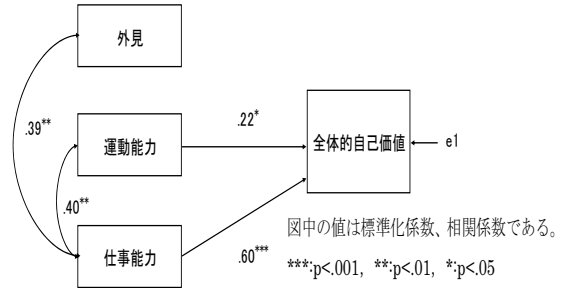 外見
.39**
運動能力
.22*
全体的自己価値
e1
.40**
仕事能力
.60***
図中の値は標準化係数、相関係数である。
***:p<.001, **:p<.01, *:p<.05